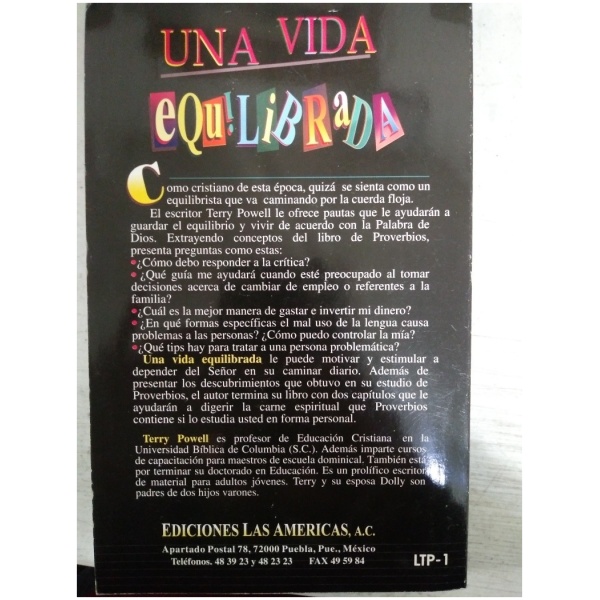 UNA VIDA
EQUiLiBRaDA
Como cristiano de esta época, quizá se sienta como un
equilibrista que va caminando por la cuerda floja.
El escritor Terry Powell le ofrece pautas que le ayudarán a
guardar el equilibrio y vivir de acuerdo con la Palabra de
Dios. Extrayendo conceptos del libro de Proverbios,
presenta preguntas como estas:
•¿Cómo debo responder a la crítica?
• ¿Qué guía me ayudará cuando esté preocupado al tomar
decisiones acerca de cambiar de empleo o referentes a la
familia?
•¿Cuál es la mejor manera de gastar e invertir mi dinero?
•¿En qué formas específicas el mal uso de la lengua causa
problemas a las personas? ¿Cómo puedo controlar la mía?
•¿Qué tips hay para tratar a una persona problemática?
Una vida equilibrada le puede motivar y estimular a
depender del Señor en su caminar diario. Además de
presentar los descubrimientos que obtuvo en su estudio de
Proverbios, el autor termina su libro con dos capítulos que le
ayudarán a digerir la carne espiritual que Proverbios
contiene si lo estudia usted en forma personal.
Terry Powell es profesor de Educación Cristiana en la
Universidad Bíblica de Columbia (S.C.). Además imparte cursos
de capacitación para maestros de escuela dominical. También está
por terminar su doctorado en Educación. Es un prolífico escritor
de material para adultos jóvenes. Terry y su esposa Dolly son
padres de dos hijos varones.
EDICIONES LAS AMERICAS, A.C.
Apartado Postal 78, 72000 Puebla, Pue., México
Teléfonos. 48 39 23 y 48 23 23 FAX 49 59 84
LTP-1